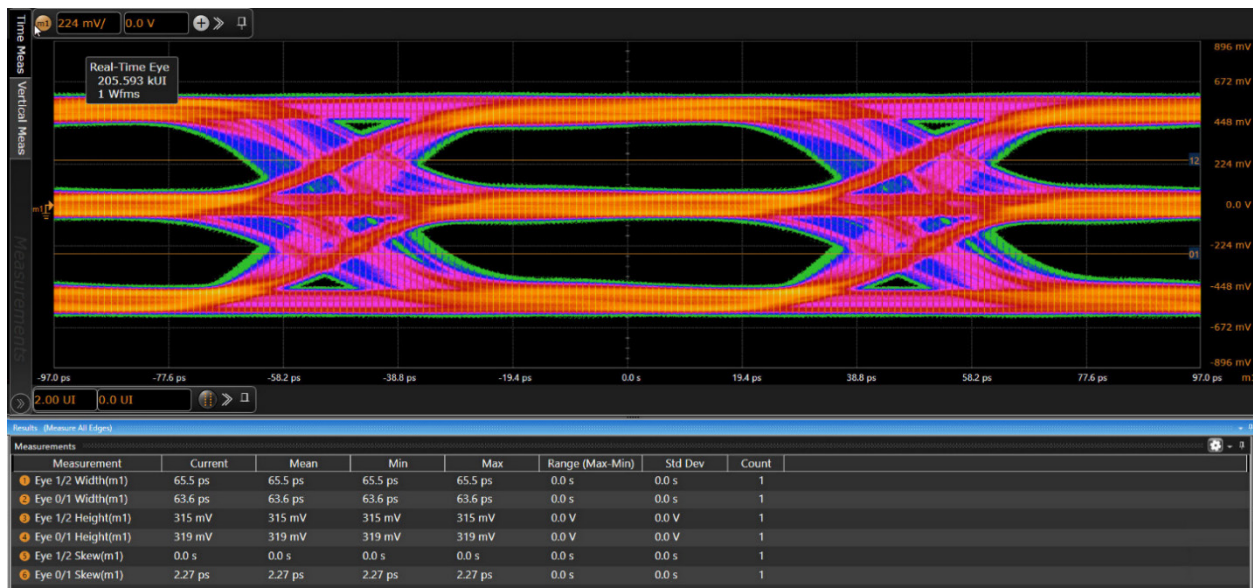 Time Meas
Vertical Meas
Measurements
m1 224 mV/ 0.0 V
Real-Time Eye
205.593 kUI
1 Wfms
896 mV
672 mV
448 mV
12
224 mV
m1
0.0 V
-224 mV
01
-448 mV
-672 mV
-896 mV
-97.0 ps -77.6 ps -58.2 ps -38.8 ps -19.4 ps 0.0 s 19.4 ps 38.8 ps 58.2 ps 77.6 ps 97.0 ps
2.00 UI 0.0 UI
Results (Measure All Edges)
Measurements
Measurement Current Mean Min Max Range (Max-Min) Std Dev Count
1 Eye 1/2 Width(m1) 65.5 ps 65.5 ps 65.5 ps 65.5 ps 0.0 s 0.0 s 1
2 Eye 0/1 Width(m1) 63.6 ps 63.6 ps 63.6 ps 63.6 ps 0.0 s 0.0 s 1
3 Eye 1/2 Height(m1) 315 mV 315 mV 315 mV 315 mV 0.0 V 0.0 V 1
4 Eye 0/1 Height(m1) 319 mV 319 mV 319 mV 319 mV 0.0 V 0.0 V 1
5 Eye 1/2 Skew(m1) 0.0 s 0.0 s 0.0 s 0.0 s 0.0 s 0.0 s 1
6 Eye 0/1 Skew(m1) 2.27 ps 2.27 ps 2.27 ps 2.27 ps 0.0 s 0.0 s 1